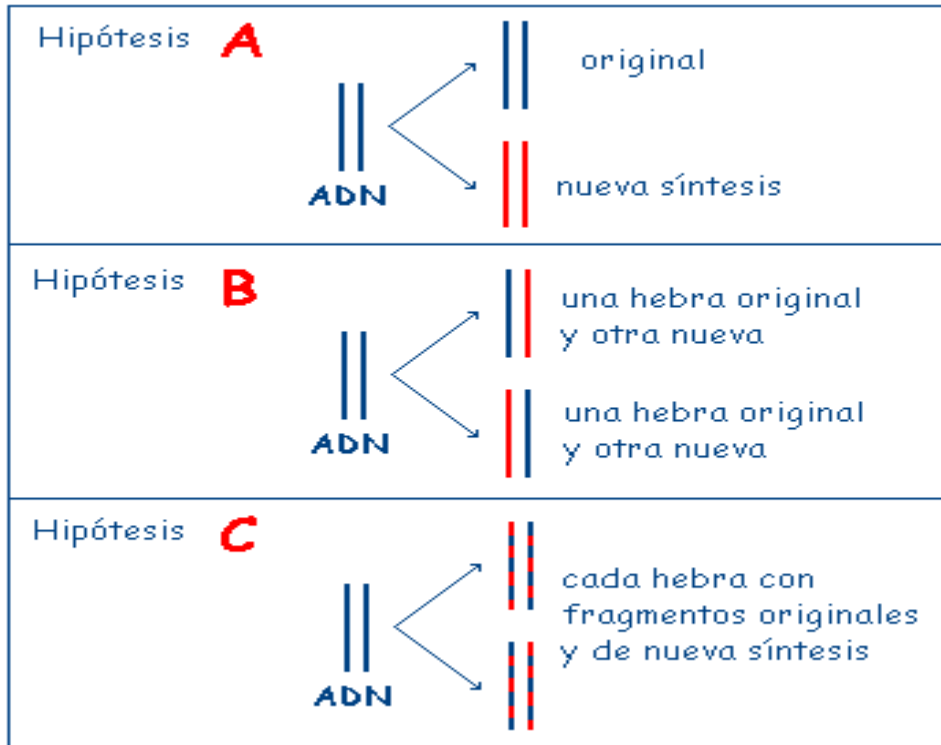 Hipótesis A
original
ADN
nueva síntesis
Hipótesis B
una hebra original
y otra nueva
ADN
una hebra original
y otra nueva
Hipótesis C
cada hebra con
fragmentos originales
y de nueva síntesis
ADN